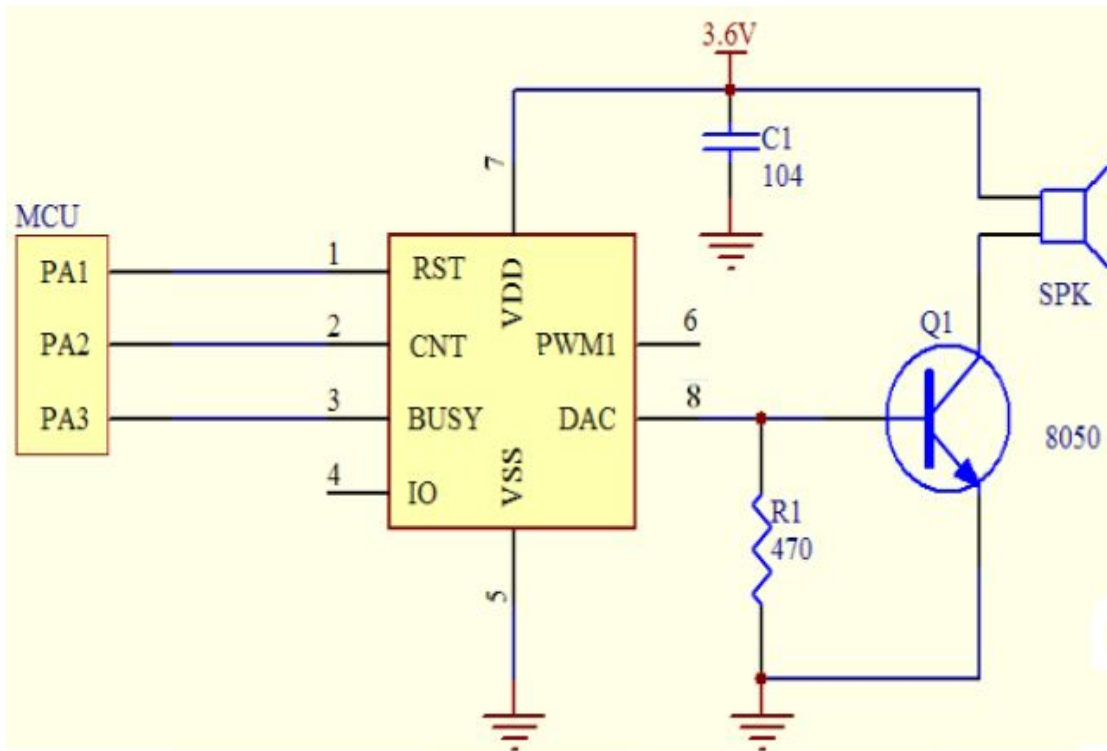 3.6V
C1
104
7
MCU
PA1
1
RST
VDD
SPK
PA2
2
CNT
PWM1
6
Q1
PA3
3
BUSY
DAC
8
8050
4
IO
VSS
R1
470
5